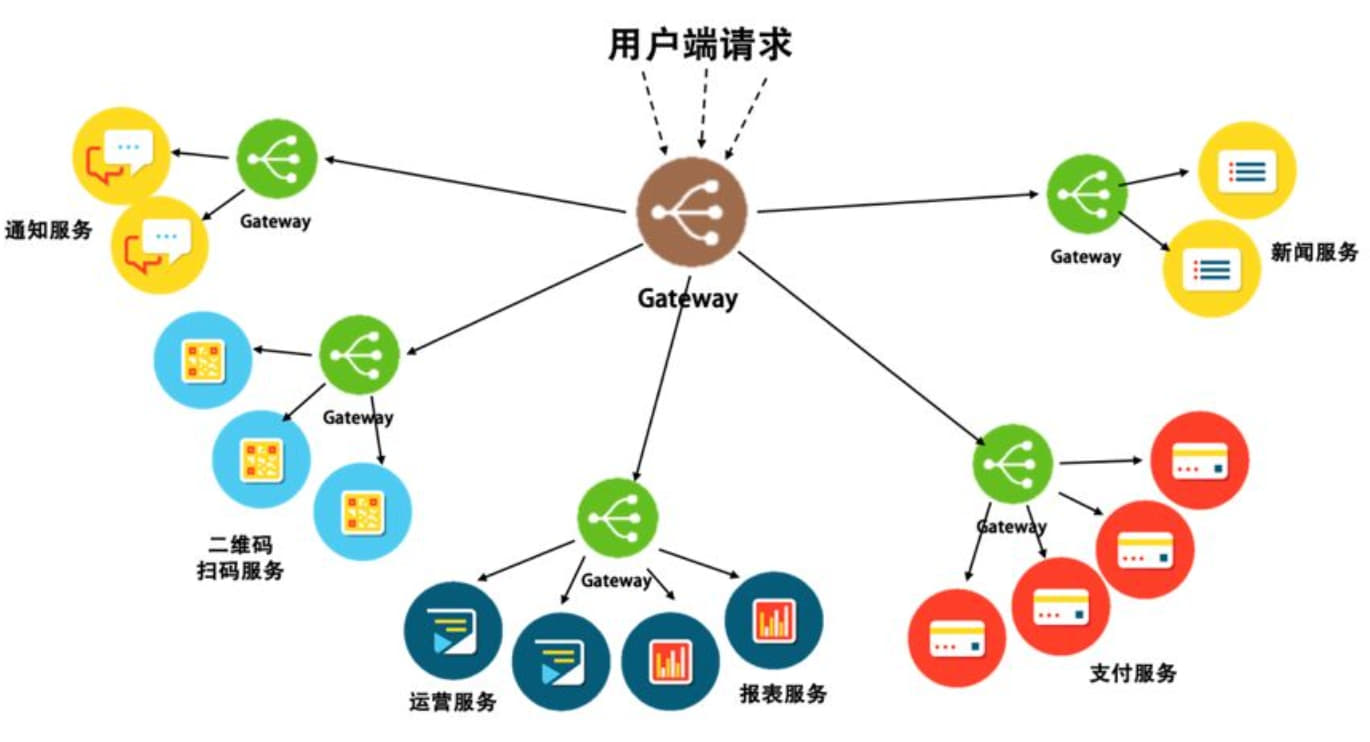 用户端请求
Gateway
通知服务
Gateway
新闻服务
Gateway
Gateway
二维码
扫码服务
Gateway
运营服务
报表服务
Gateway
支付服务